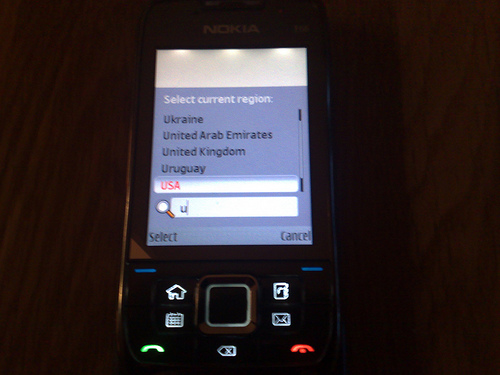 NOKIA
Select current region:
Ukraine
United Arab Emirates
United Kingdom
Uruguay
USA
u
Select Cancel